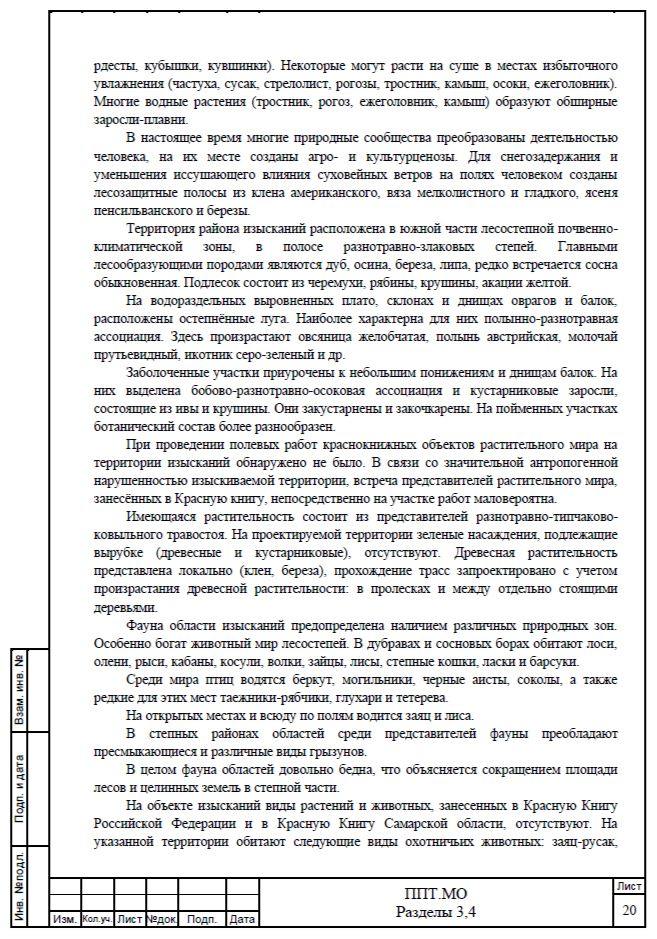 рдесты, кубышки, кувшинки). Некоторые могут расти на суше в местах избыточного
увлажнения (частуха, сусак, стрелолист, рогозы, тростник, камыш, осоки, ежеголовник).
Многие водные растения (тростник, рогоз, ежеголовник, камыш) образуют обширные
заросли-плавни.
В настоящее время многие природные сообщества преобразованы деятельностью
человека, на их месте созданы агро- и культурценозы. Для снегозадержания и
уменьшения иссушающего влияния суховейных ветров на полях человеком созданы
лесозащитные полосы из клена американского, вяза мелколистного и гладкого, ясеня
пенсильванского и березы.
Территория района изысканий расположена в южной части лесостепной почвенно-
климатической зоны, в полосе разнотравно-злаковых степей. Главными
лесообразующими породами являются дуб, осина, береза, липа, редко встречается сосна
обыкновенная. Подлесок состоит из черемухи, рябины, крушины, акации желтой.
На водораздельных выровненных плато, склонах и днищах оврагов и балок,
расположены остепнённые луга. Наиболее характерна для них полынно-разнотравная
ассоциация. Здесь произрастают овсяница желобчатая, полынь австрийская, молочай
прутьевидный, икотник серо-зеленый и др.
Заболоченные участки приурочены к небольшим понижениям и днищам балок. На
них выделена бобово-разнотравно-осоковая ассоциация и кустарниковые заросли,
состоящие из ивы и крушины. Они закустарнены и закочкарены. На пойменных участках
ботанический состав более разнообразен.
При проведении полевых работ краснокнижных объектов растительного мира на
территории изысканий обнаружено не было. В связи со значительной антропогенной
нарушенностью изыскиваемой территории, встреча представителей растительного мира,
занесённых в Красную книгу, непосредственно на участке работ маловероятна.
Имеющаяся растительность состоит из представителей разнотравно-типчаково-
ковыльного травостоя. На проектируемой территории зеленые насаждения, подлежащие
вырубке (древесные и кустарниковые), отсутствуют. Древесная растительность
представлена локально (клен, береза), прохождение трасс запроектировано с учетом
произрастания древесной растительности: в пролесках и между отдельно стоящими
деревьями.
Фауна области изысканий предопределена наличием различных природных зон.
Особенно богат животный мир лесостепей. В дубравах и сосновых борах обитают лоси,
олени, рыси, кабаны, косули, волки, зайцы, лисы, степные кошки, ласки и барсуки.
Среди мира птиц водятся беркут, могильники, черные аисты, соколы, а также
редкие для этих мест таежники-рябчики, глухари и тетерева.
На открытых местах и всюду по полям водится заяц и лиса.
В степных районах областей среди представителей фауны преобладают
пресмыкающиеся и различные виды грызунов.
В целом фауна областей довольно бедна, что объясняется сокращением площади
лесов и целинных земель в степной части.
На объекте изысканий виды растений и животных, занесенных в Красную Книгу
Российской Федерации и в Красную Книгу Самарской области, отсутствуют. На
указанной территории обитают следующие виды охотничьих животных: заяц-русак,
Взам. инв. №
Подп. и дата
Инв. №подл.
Изм. Кол.уч. Лист №док. Подп. Дата
ППТ.МО
Разделы 3,4
Лист
20